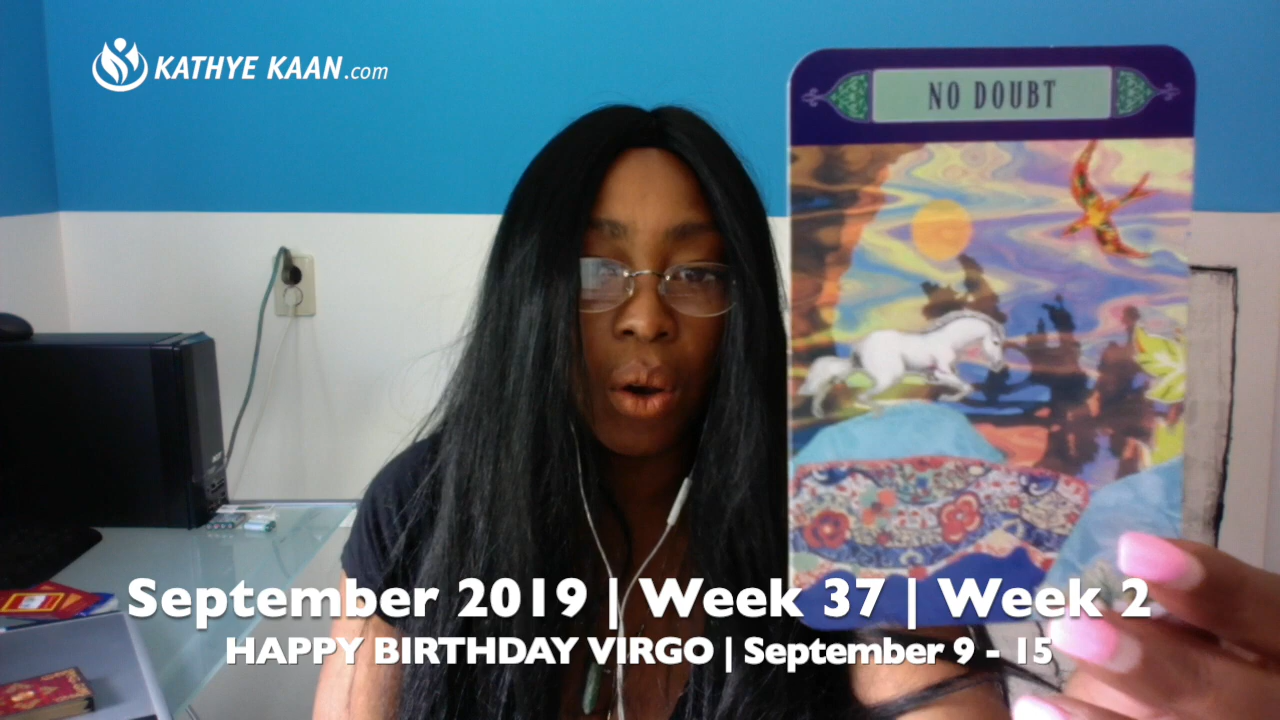 KATHYE KAAN.com
NO DOUBT
September 2019 | Week 37 | Week 2
HAPPY BIRTHDAY VIRGO | September 9 - 15